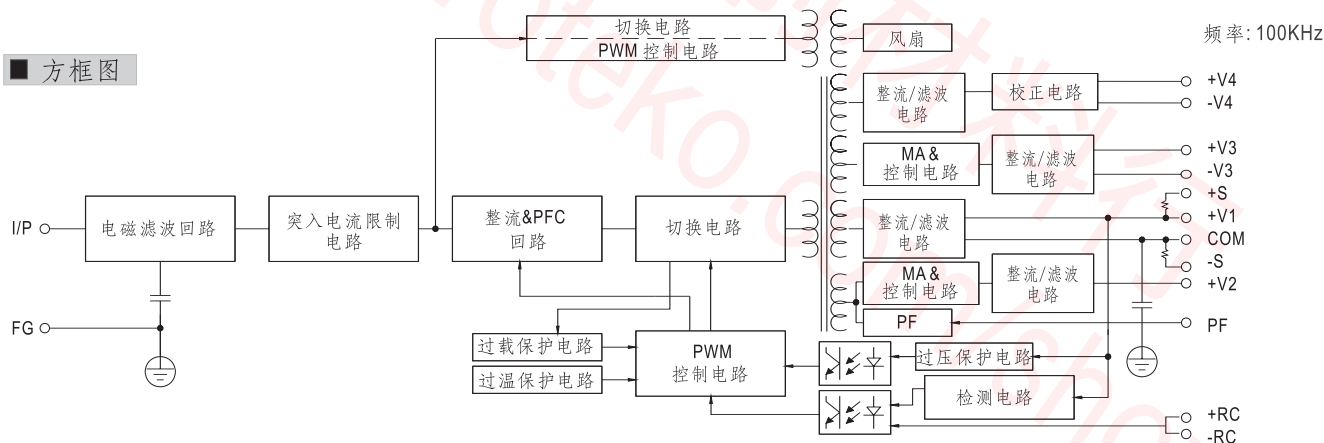 ■ 方框图
频率: 100KHz
切换电路
PWM 控制电路
风扇
整流/滤波
电路
校正电路
+V4
-V4
MA &
控制电路
整流/滤波
电路
+V3
-V3
+S
I/P
电磁滤波回路
突入电流限制
电路
整流&PFC
回路
切换电路
整流/滤波
电路
+V1
COM
-S
MA &
控制电路
整流/滤波
电路
+V2
FG
PF
PF
过载保护电路
过温保护电路
PWM
控制电路
过压保护电路
检测电路
+RC
-RC
oteko.com/sho
材料行